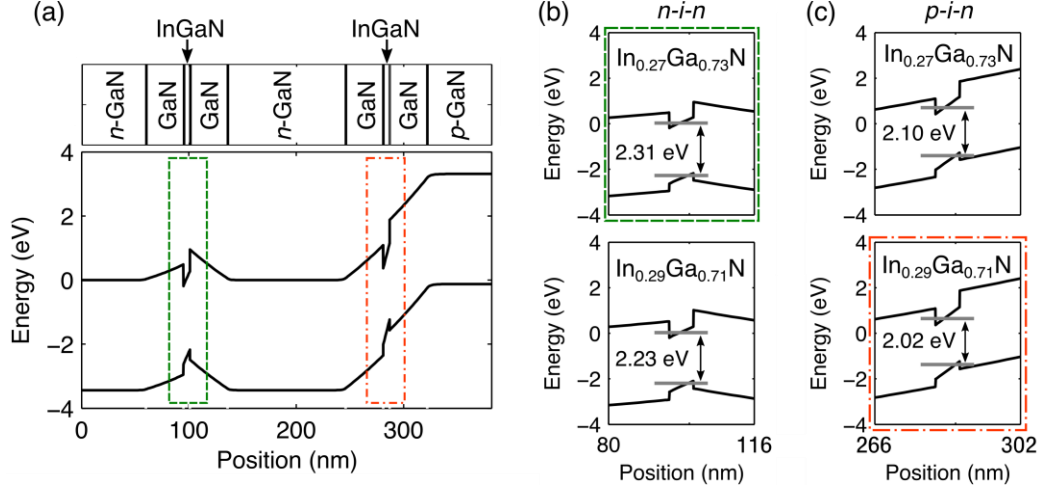 (a)
InGaN InGaN
n-GaN GaN GaN n-GaN GaN GaN p-GaN
4
2
0
−2
−4
Energy (eV)
0 100 200 300
Position (nm)
(b) n-i-n
4
2
0
−2
−4
Energy (eV)
In0.27Ga0.73N
2.31 eV
4
2
0
−2
−4
Energy (eV)
In0.29Ga0.71N
2.23 eV
80 116
Position (nm)
(c) p-i-n
4
2
0
−2
−4
Energy (eV)
In0.27Ga0.73N
2.10 eV
4
2
0
−2
−4
Energy (eV)
In0.29Ga0.71N
2.02 eV
266 302
Position (nm)